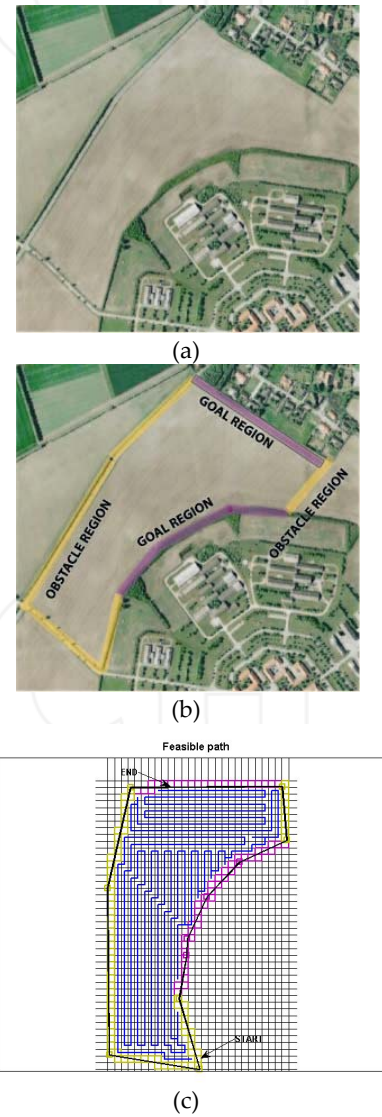 (a)
GOAL REGION
OBSTACLE REGION
GOAL REGION
OBSTACLE REGION
(b)
Feasible path
END
START
(c)